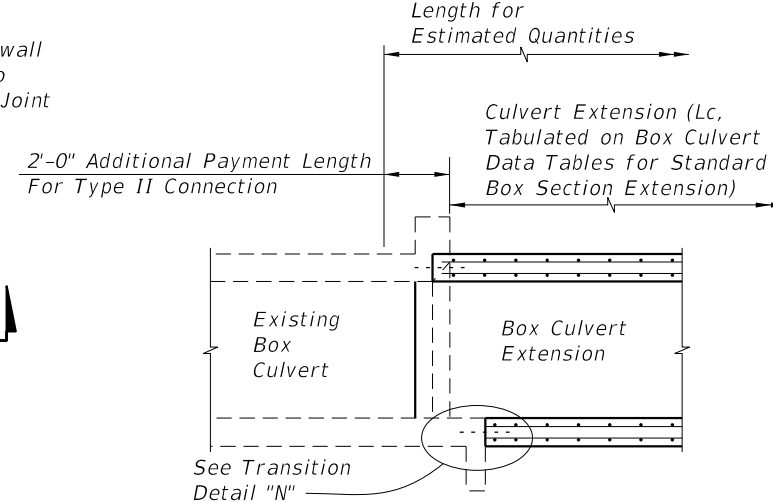 Length for
Estimated Quantities
wall
Joint
Culvert Extension (Lc,
Tabulated on Box Culvert
Data Tables for Standard
Box Section Extension)
2'-0" Additional Payment Length
For Type II Connection
Existing
Box
Culvert
Box Culvert
Extension
See Transition
Detail "N"